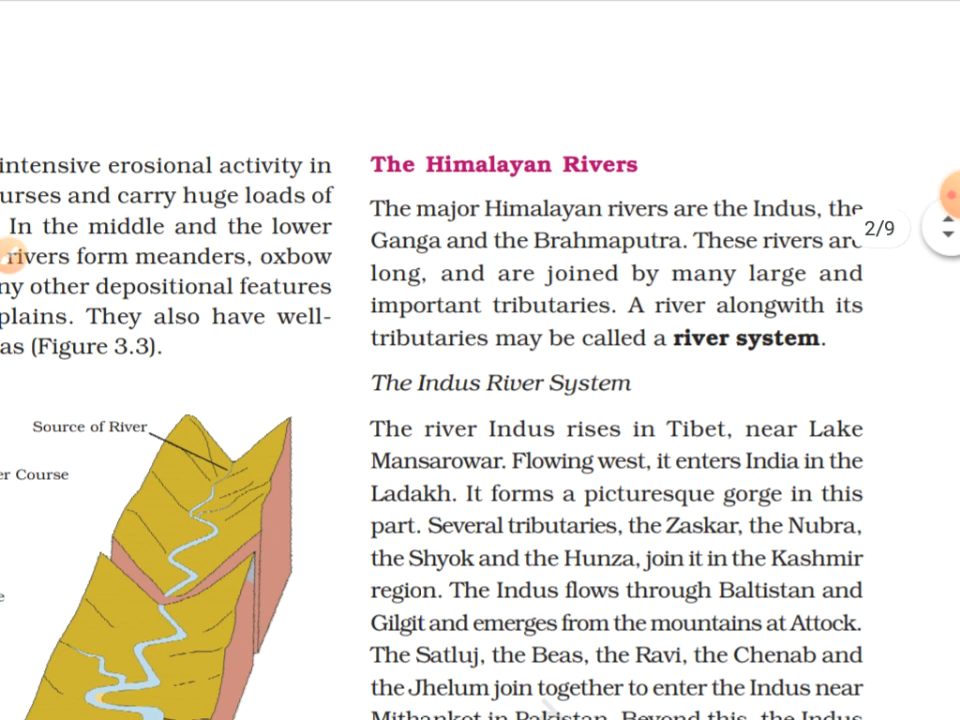 intensive erosional activity in
urses and carry huge loads of
In the middle and the lower
rivers form meanders, oxbow
ny other depositional features
plains. They also have well-
as (Figure 3.3).
Source of River
er Course
e
The Himalayan Rivers
The major Himalayan rivers are the Indus, the
Ganga and the Brahmaputra. These rivers are
long, and are joined by many large and
important tributaries. A river alongwith its
tributaries may be called a river system.
The Indus River System
The river Indus rises in Tibet, near Lake
Mansarowar. Flowing west, it enters India in the
Ladakh. It forms a picturesque gorge in this
part. Several tributaries, the Zaskar, the Nubra,
the Shyok and the Hunza, join it in the Kashmir
region. The Indus flows through Baltistan and
Gilgit and emerges from the mountains at Attock.
The Satluj, the Beas, the Ravi, the Chenab and
the Jhelum join together to enter the Indus near
Mithankot in Pakistan. Beyond this, the Indus
2/9